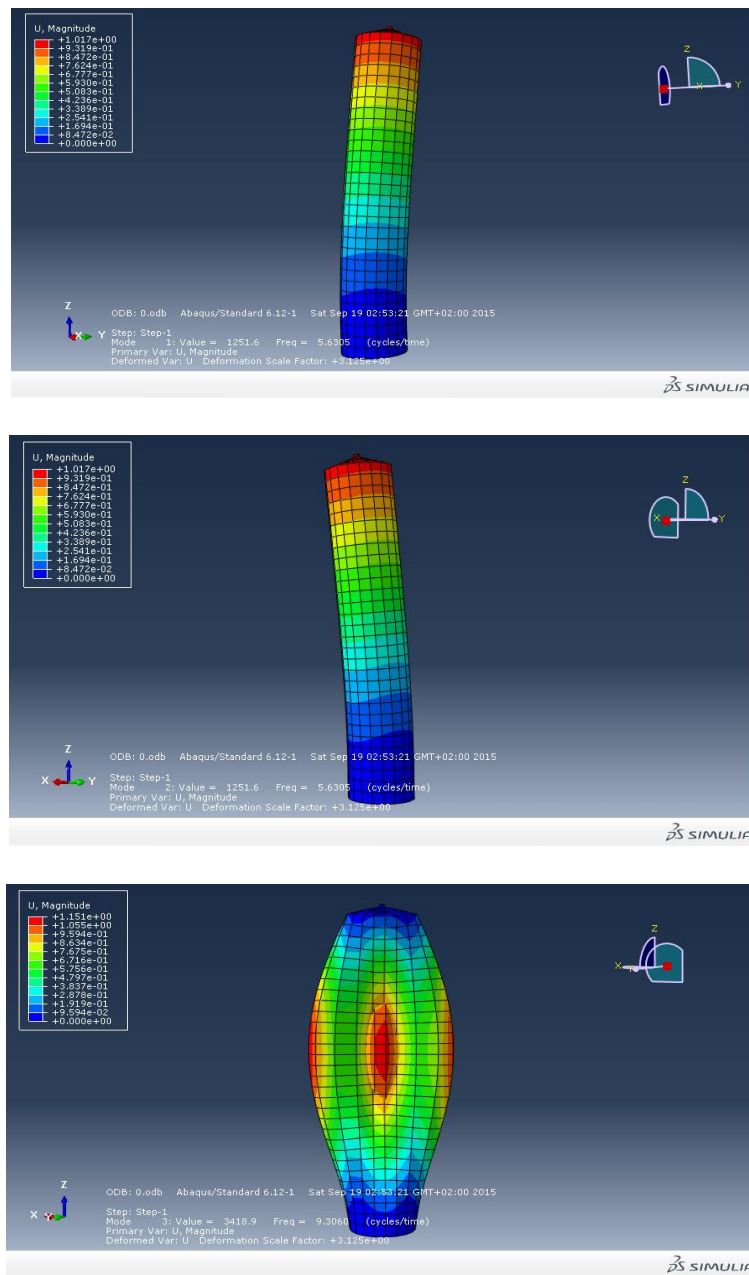 U, Magnitude
+1.017e+00
+9.319e-01
+8.472e-01
+7.624e-01
+6.777e-01
+5.930e-01
+5.083e-01
+4.236e-01
+3.389e-01
+2.541e-01
+1.694e-01
+8.472e-02
+0.000e+00
Z
X Y
Z
X Y
ODB: 0.odb Abaqus/Standard 6.12-1 Sat Sep 19 02:53:21 GMT+02:00 2015
Step: Step-1
Mode 1: Value = 1251.6 Freq = 5.6305 (cycles/time)
Primary Var: U, Magnitude
Deformed Var: U Deformation Scale Factor: +3.125e+00
SIMULIA
U, Magnitude
+1.017e+00
+9.319e-01
+8.472e-01
+7.624e-01
+6.777e-01
+5.930e-01
+5.083e-01
+4.236e-01
+3.389e-01
+2.541e-01
+1.694e-01
+8.472e-02
+0.000e+00
Z
X Y
Z
X Y
ODB: 0.odb Abaqus/Standard 6.12-1 Sat Sep 19 02:53:21 GMT+02:00 2015
Step: Step-1
Mode 2: Value = 1251.6 Freq = 5.6305 (cycles/time)
Primary Var: U, Magnitude
Deformed Var: U Deformation Scale Factor: +3.125e+00
SIMULIA
U, Magnitude
+1.151e+00
+1.055e+00
+9.594e-01
+8.634e-01
+7.675e-01
+6.716e-01
+5.756e-01
+4.797e-01
+3.837e-01
+2.878e-01
+1.919e-01
+9.594e-02
+0.000e+00
Z
X Y
Z
X
ODB: 0.odb Abaqus/Standard 6.12-1 Sat Sep 19 02:53:21 GMT+02:00 2015
Step: Step-1
Mode 3: Value = 3418.9 Freq = 9.3060 (cycles/time)
Primary Var: U, Magnitude
Deformed Var: U Deformation Scale Factor: +3.125e+00
SIMULIA